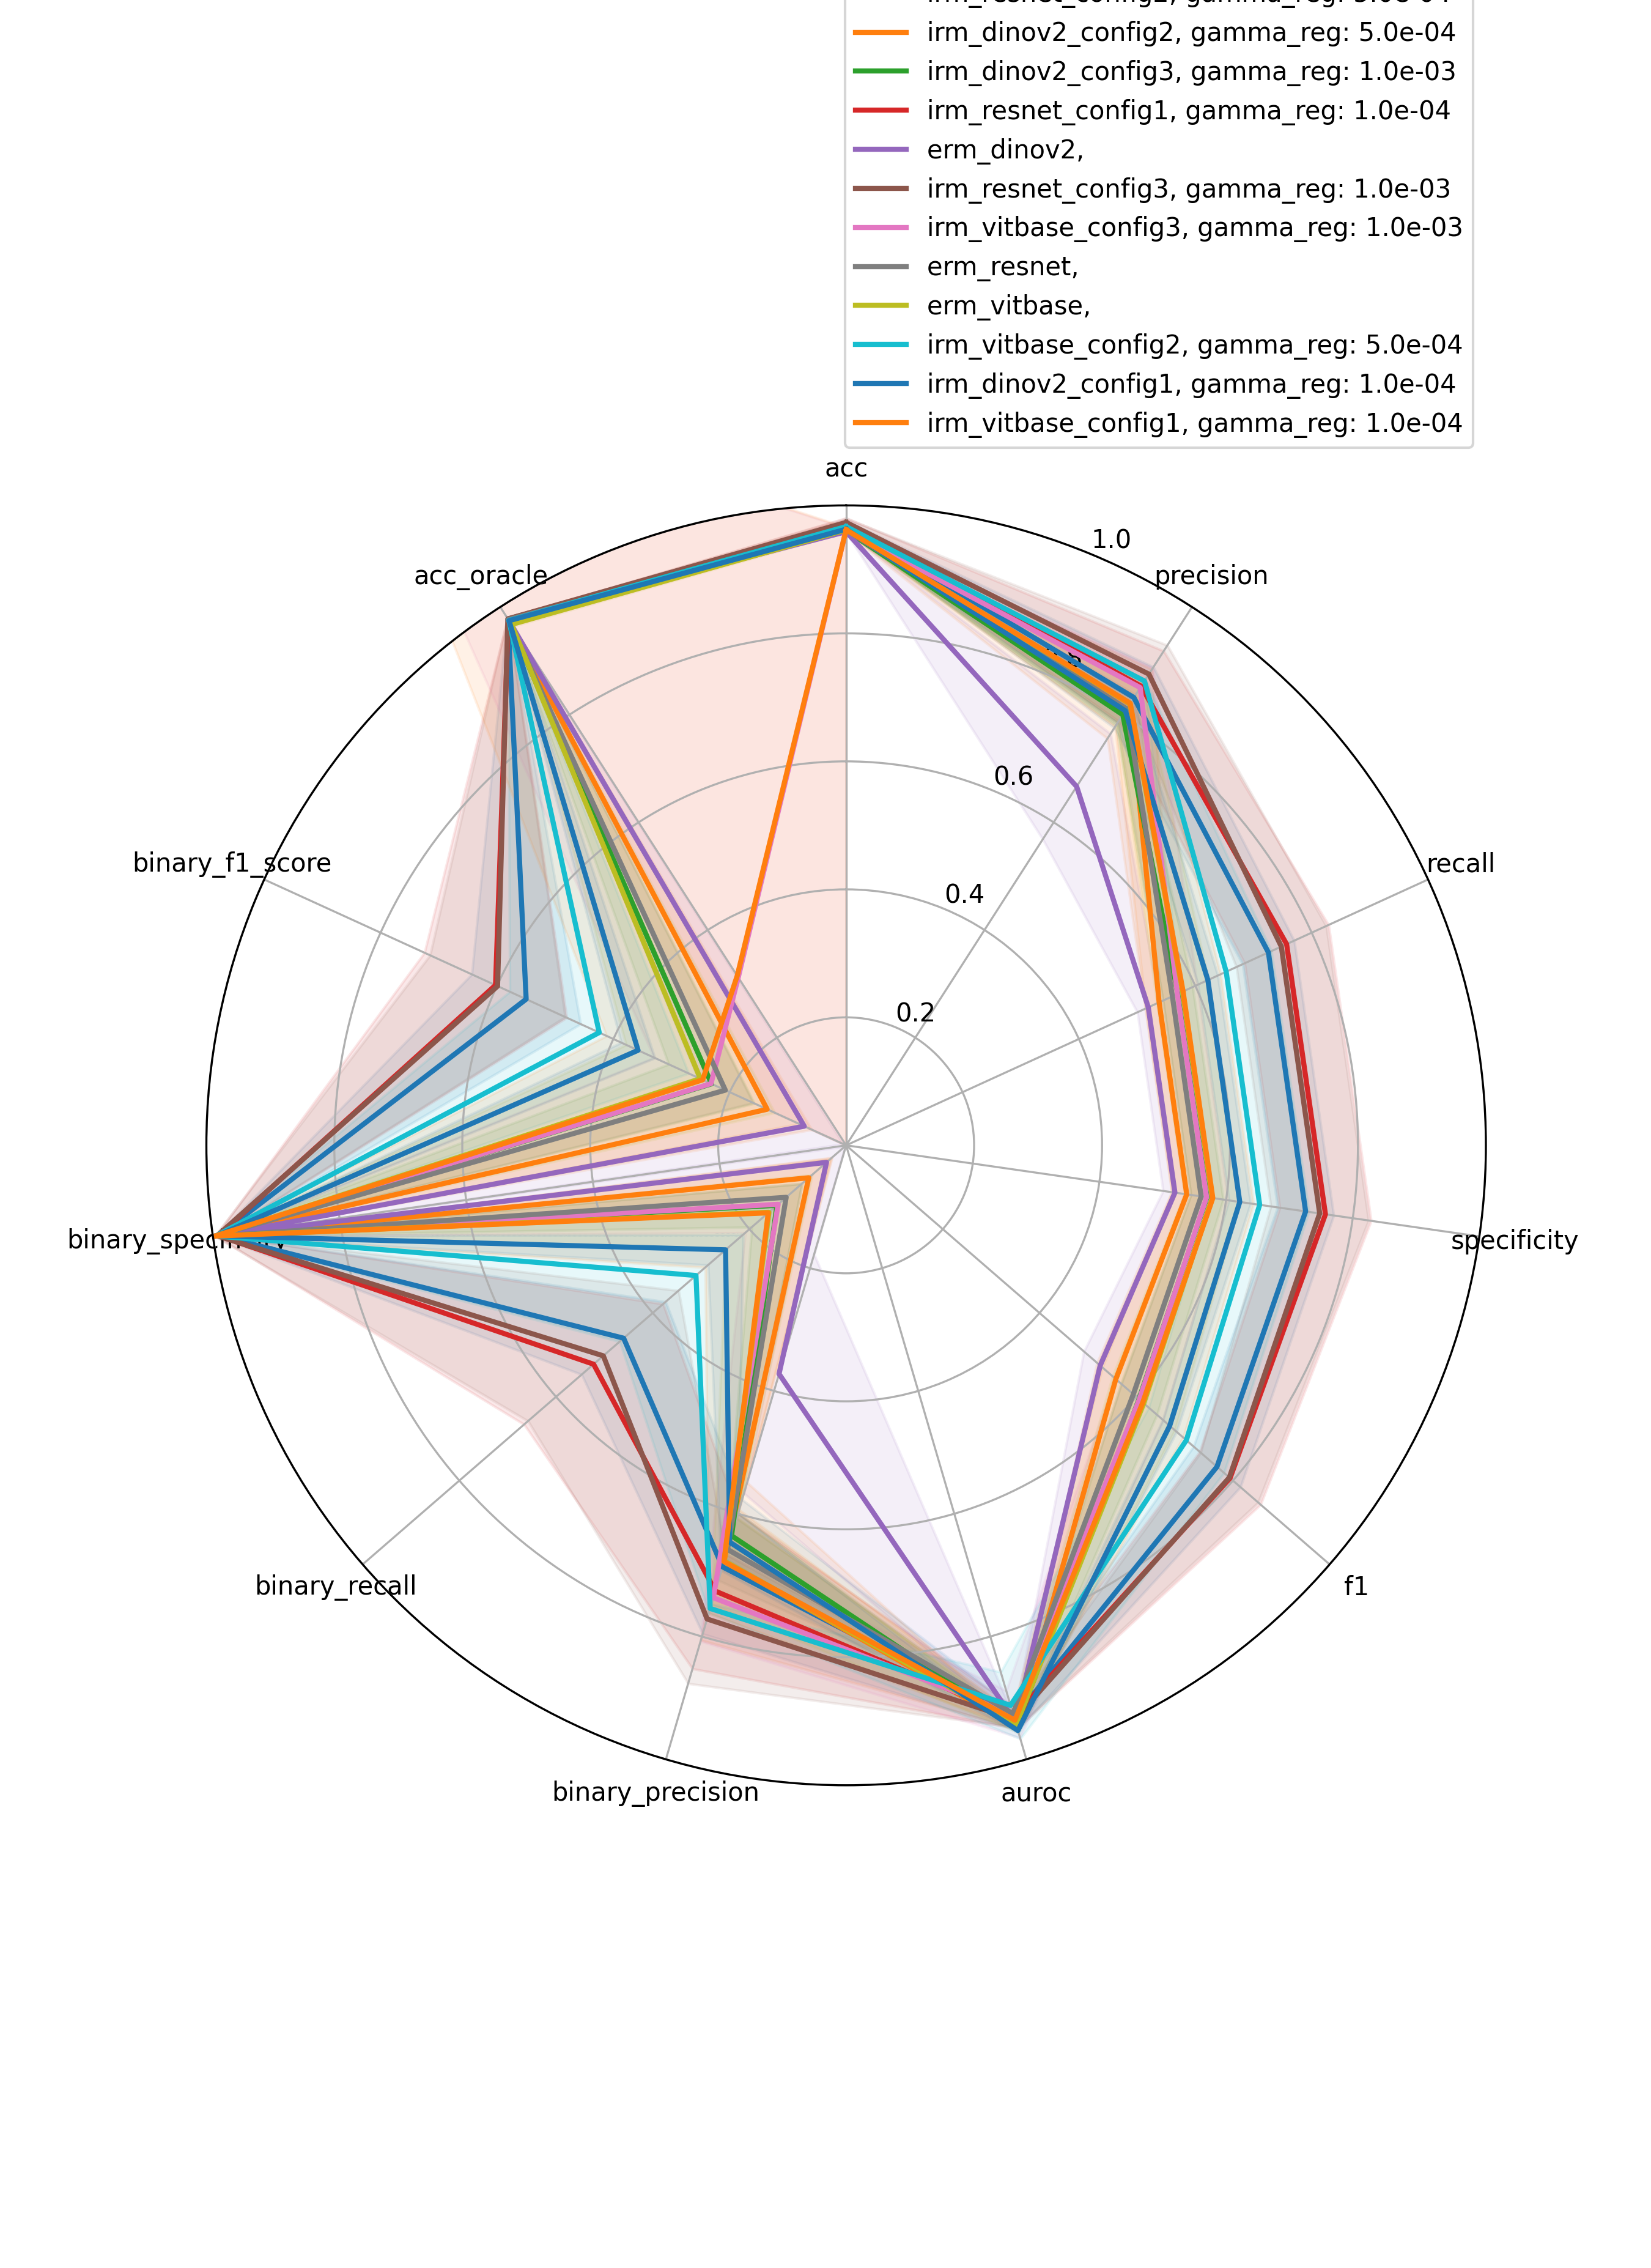 irm_dinov2_config2, gamma_reg: 5.0e-04
irm_dinov2_config3, gamma_reg: 1.0e-03
irm_resnet_config1, gamma_reg: 1.0e-04
erm_dinov2,
irm_resnet_config3, gamma_reg: 1.0e-03
irm_vitbase_config3, gamma_reg: 1.0e-03
erm_resnet,
erm_vitbase,
irm_vitbase_config2, gamma_reg: 5.0e-04
irm_dinov2_config1, gamma_reg: 1.0e-04
irm_vitbase_config1, gamma_reg: 1.0e-04
acc
1.0
acc_oracle
precision
0.6
binary_f1_score
recall
0.4
0.2
binary_specificity
specificity
binary_recall
f1
binary_precision
auroc